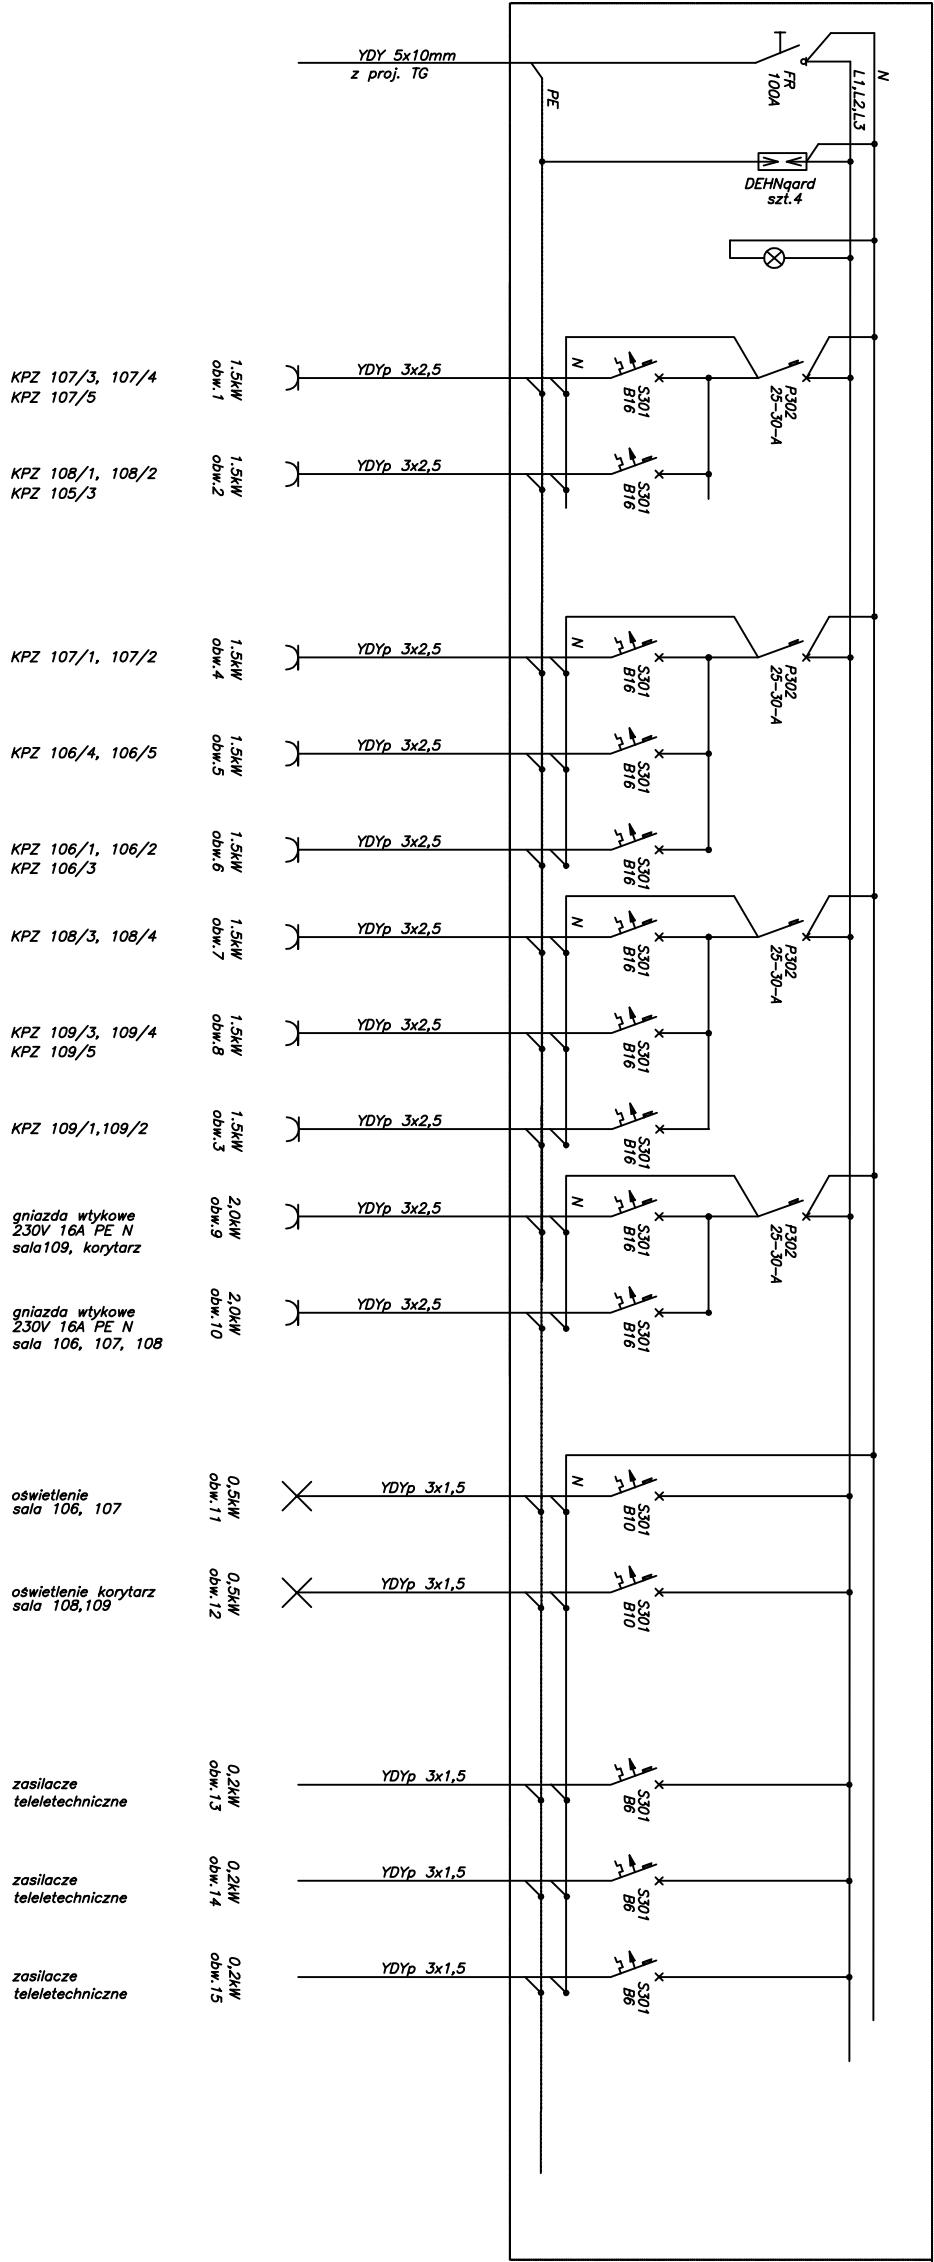 YDY 5x10mm
z proj. TG
PE
FR
100A
L1,L2,L3
N
DEHNgard
szt.4
KPZ 107/3, 107/4
KPZ 107/5
1.5kW
obw.1
YDYp 3x2,5
N
S301
B16
P302
25-30-A
KPZ 108/1, 108/2
KPZ 105/3
1.5kW
obw.2
YDYp 3x2,5
S301
B16
KPZ 107/1, 107/2
1.5kW
obw.4
YDYp 3x2,5
N
S301
B16
P302
25-30-A
KPZ 106/4, 106/5
1.5kW
obw.5
YDYp 3x2,5
S301
B16
KPZ 106/1, 106/2
KPZ 106/3
1.5kW
obw.6
YDYp 3x2,5
S301
B16
KPZ 108/3, 108/4
1.5kW
obw.7
YDYp 3x2,5
N
S301
B16
P302
25-30-A
KPZ 109/3, 109/4
KPZ 109/5
1.5kW
obw.8
YDYp 3x2,5
S301
B16
KPZ 109/1,109/2
1.5kW
obw.3
YDYp 3x2,5
S301
B16
gniazda wtykowe
230V 16A PE N
sala109, korytarz
2,0kW
obw.9
YDYp 3x2,5
N
S301
B16
P302
25-30-A
gniazda wtykowe
230V 16A PE N
sala 106, 107, 108
2,0kW
obw.10
YDYp 3x2,5
S301
B16
oświetlenie
sala 106, 107
0,5kW
obw.11
YDYp 3x1,5
N
S301
B10
oświetlenie korytarz
sala 108,109
0,5kW
obw.12
YDYp 3x1,5
S301
B10
zasilacze
teleletechniczne
0,2kW
obw.13
YDYp 3x1,5
S301
B6
zasilacze
teleletechniczne
0,2kW
obw.14
YDYp 3x1,5
S301
B6
zasilacze
teleletechniczne
0,2kW
obw.15
YDYp 3x1,5
S301
B6